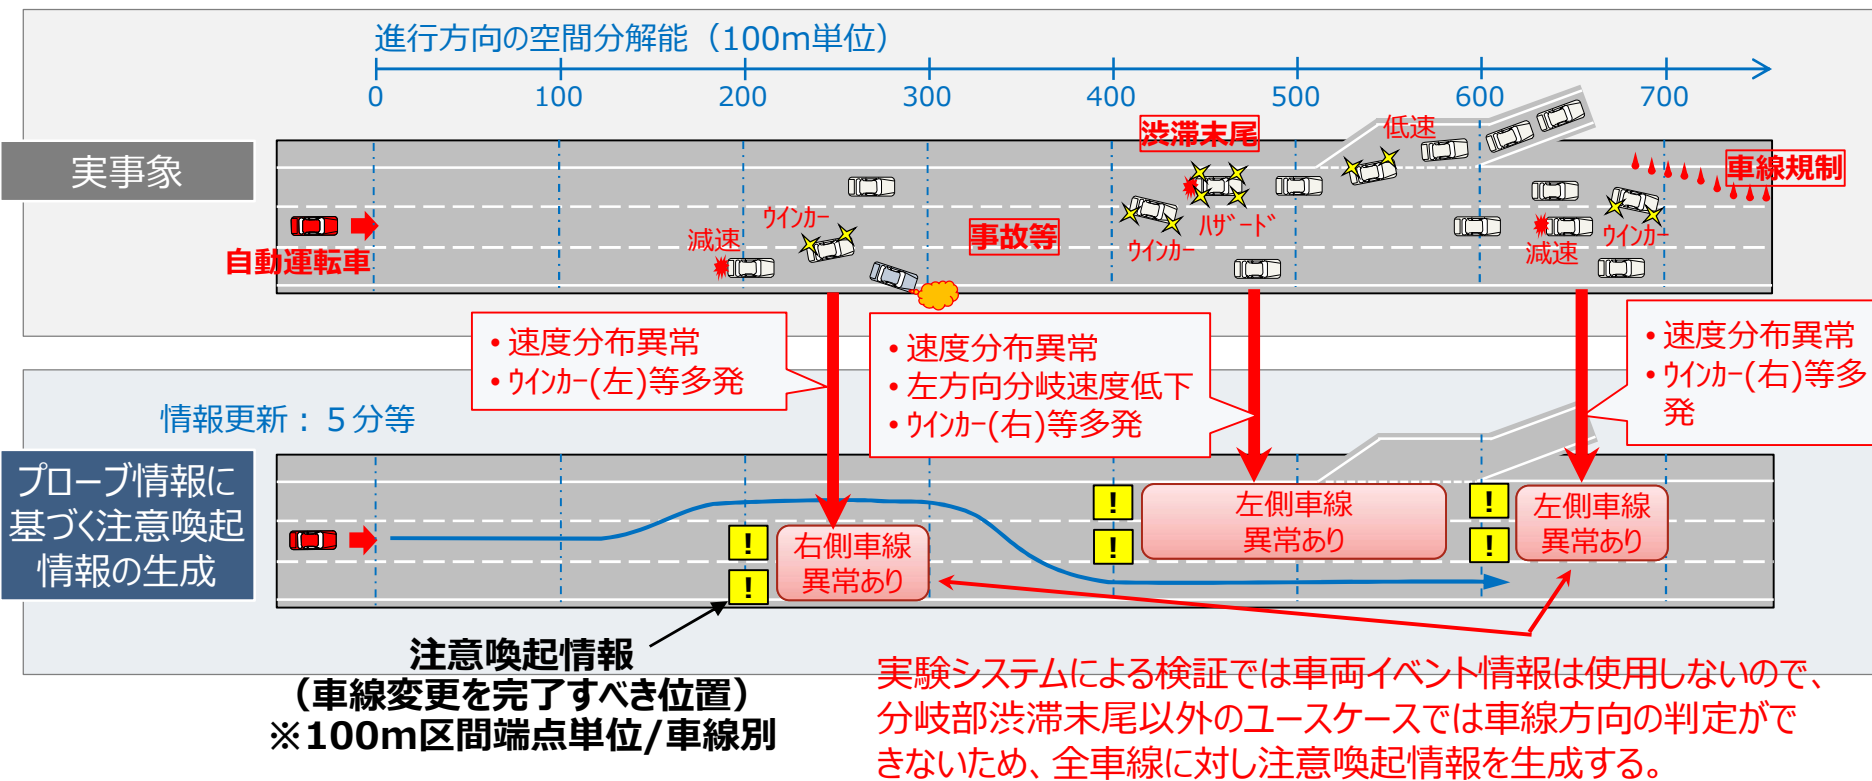 進行方向の空間分解能（100m単位）
0 100 200 300 400 500 600 700
実事象
自動運転車
減速
ウインカー
事故等
渋滞末尾
ウインカー
ハザード
低速
減速
ウインカー
車線規制
・速度分布異常
・ウインカー(左)等多発
・速度分布異常
・左方向分岐速度低下
・ウインカー(右)等多発
・速度分布異常
・ウインカー(右)等多
発
情報更新：５分等
プローブ情報に
基づく注意喚起
情報の生成
!
!
右側車線
異常あり
!
!
左側車線
異常あり
!
!
左側車線
異常あり
注意喚起情報
（車線変更を完了すべき位置）
※100m区間端点単位/車線別
実験システムによる検証では車両イベント情報は使用しないので、
分岐部渋滞末尾以外のユースケースでは車線方向の判定がで
きないため、全車線に対し注意喚起情報を生成する。